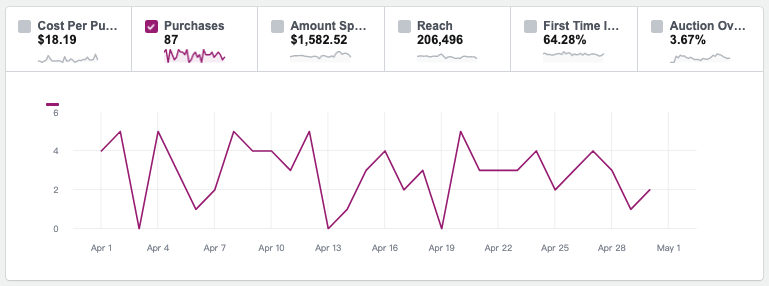 Cost Per Pu...
$18.19
Purchases
87
Amount Sp...
$1,582.52
Reach
206,496
First Time I...
64.28%
Auction Ov...
3.67%
6
4
2
0
Apr 1 Apr 4 Apr 7 Apr 10 Apr 13 Apr 16 Apr 19 Apr 22 Apr 25 Apr 28 May 1